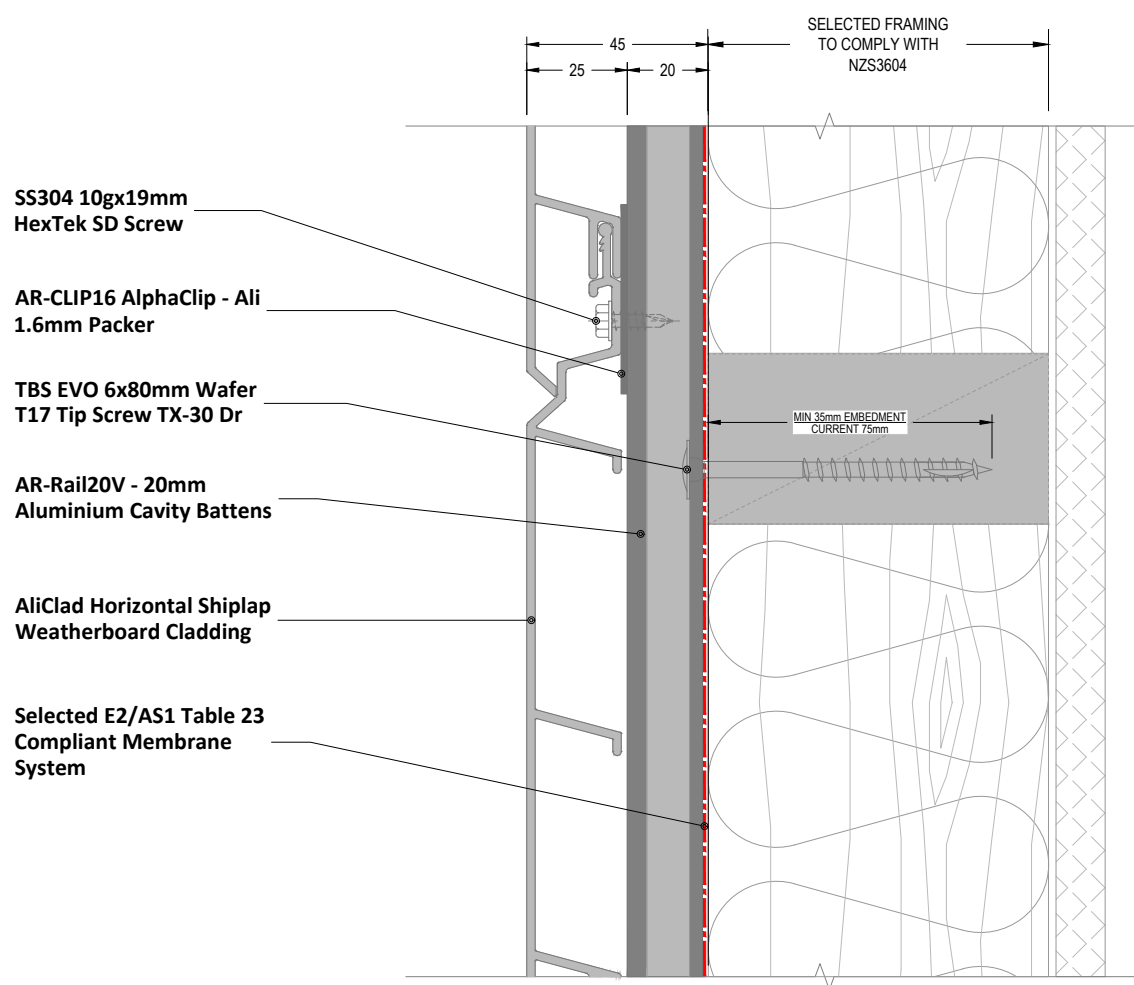 SELECTED FRAMING
TO COMPLY WITH
NZS3604
45
25
20
SS304 10gx19mm
HexTek SD Screw
AR-CLIP16 AlphaClip - Ali
1.6mm Packer
TBS EVO 6x80mm Wafer
T17 Tip Screw TX-30 Dr
MIN 35mm EMBEDMENT
CURRENT 75mm
AR-Rail20V - 20mm
Aluminium Cavity Battens
AliClad Horizontal Shiplap
Weatherboard Cladding
Selected E2/AS1 Table 23
Compliant Membrane
System